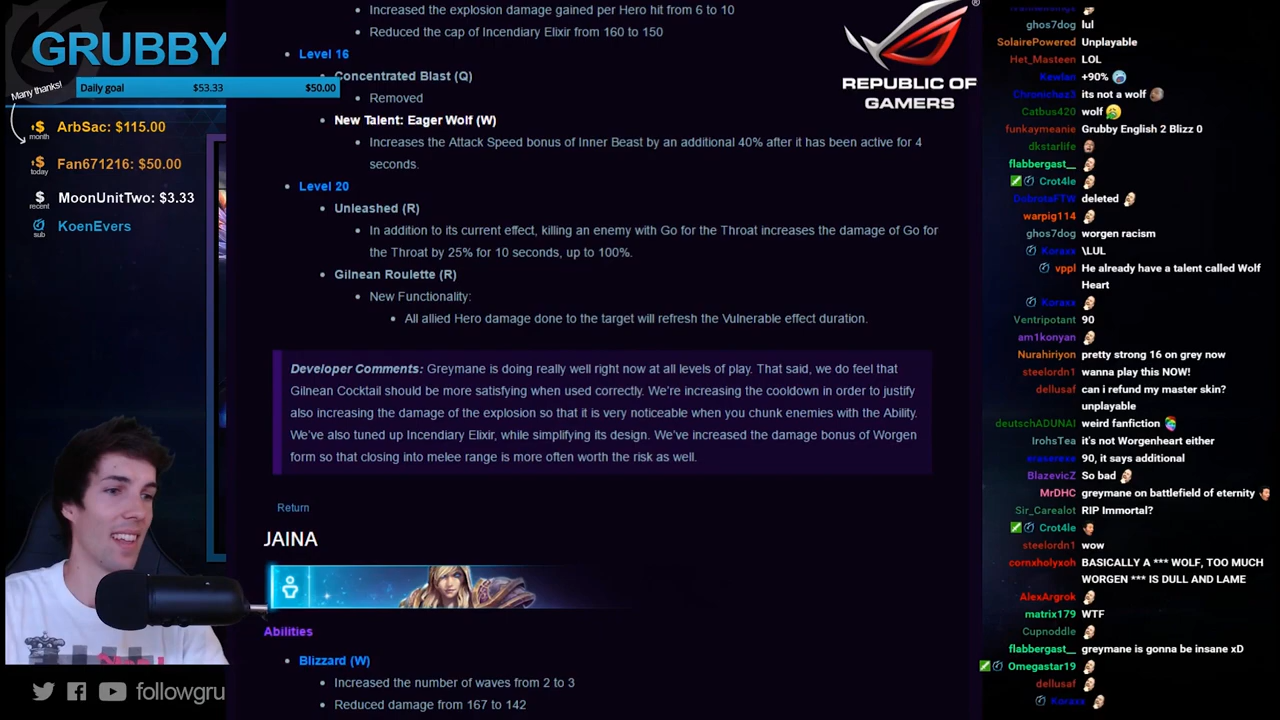 GRUBBY
Many thanks!
Daily goal $53.33 $50.00
month ArbSac: $115.00
today Fan671216: $50.00
recent MoonUnitTwo: $3.33
sub KoenEvers
followgru
Increased the explosion damage gained per Hero hit from 6 to 10
Reduced the cap of Incendiary Elixir from 160 to 150
Level 16
Concentrated Blast (Q)
Removed
New Talent: Eager Wolf (W)
Increases the Attack Speed bonus of Inner Beast by an additional 40% after it has been active for 4
seconds.
Level 20
Unleashed (R)
In addition to its current effect, killing an enemy with Go for the Throat increases the damage of Go for
the Throat by 25% for 10 seconds, up to 100%.
Gilnean Roulette (R)
New Functionality:
All allied Hero damage done to the target will refresh the Vulnerable effect duration.
Developer Comments: Greymane is doing really well right now at all levels of play. That said, we do feel that
Gilnean Cocktail should be more satisfying when used correctly. We're increasing the cooldown in order to justify
also increasing the damage of the explosion so that it is very noticeable when you chunk enemies with the Ability.
We've also tuned up Incendiary Elixir, while simplifying its design. We've increased the damage bonus of Worgen
form so that closing into melee range is more often worth the risk as well.
Return
JAINA
Abilities
Blizzard (W)
Increased the number of waves from 2 to 3
Reduced damage from 167 to 142
REPUBLIC OF
GAMERS
ghos7dog lul
SolairePowered Unplayable
Het_Masteen LOL
Kewlan +90%
Chronichaz3 its not a wolf
Catbus420 wolf
funkaymeanie Grubby English 2 Blizz 0
dkstarlife
flabbergast__
Crot4le
DobrotaFTW deleted
warpig114
ghos7dog worgen racism
Koraxx \LUL
vppl He already have a talent called Wolf
Heart
Koraxx
Ventripotant 90
am1konyan
Nurahiriyon pretty strong 16 on grey now
steelordn1 wanna play this NOW!
dellusaf can i refund my master skin?
unplayable
deutschADUNAI weird fanfiction
IrohsTea it's not Worgenheart either
eraserexe 90, it says additional
BlazevicZ So bad
MrDHC greymane on battlefield of eternity
Sir_Carealot RIP Immortal?
Crot4le
steelordn1 wow
cornxholyxoh BASICALLY A *** WOLF, TOO MUCH
WORGEN *** IS DULL AND LAME
AlexArgrok
matrix179 WTF
Cupnoddle
flabbergast__ greymane is gonna be insane xD
Omegastar19
dellusaf
Koraxx